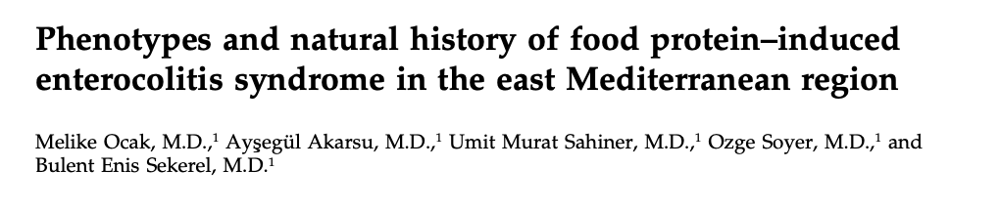 Phenotypes and natural history of food protein–induced
enterocolitis syndrome in the east Mediterranean region
Melike Ocak, M.D.,¹ Ayşegül Akarsu, M.D.,¹ Umit Murat Sahiner, M.D.,¹ Ozge Soyer, M.D.,¹ and
Bulent Enis Sekerel, M.D.¹